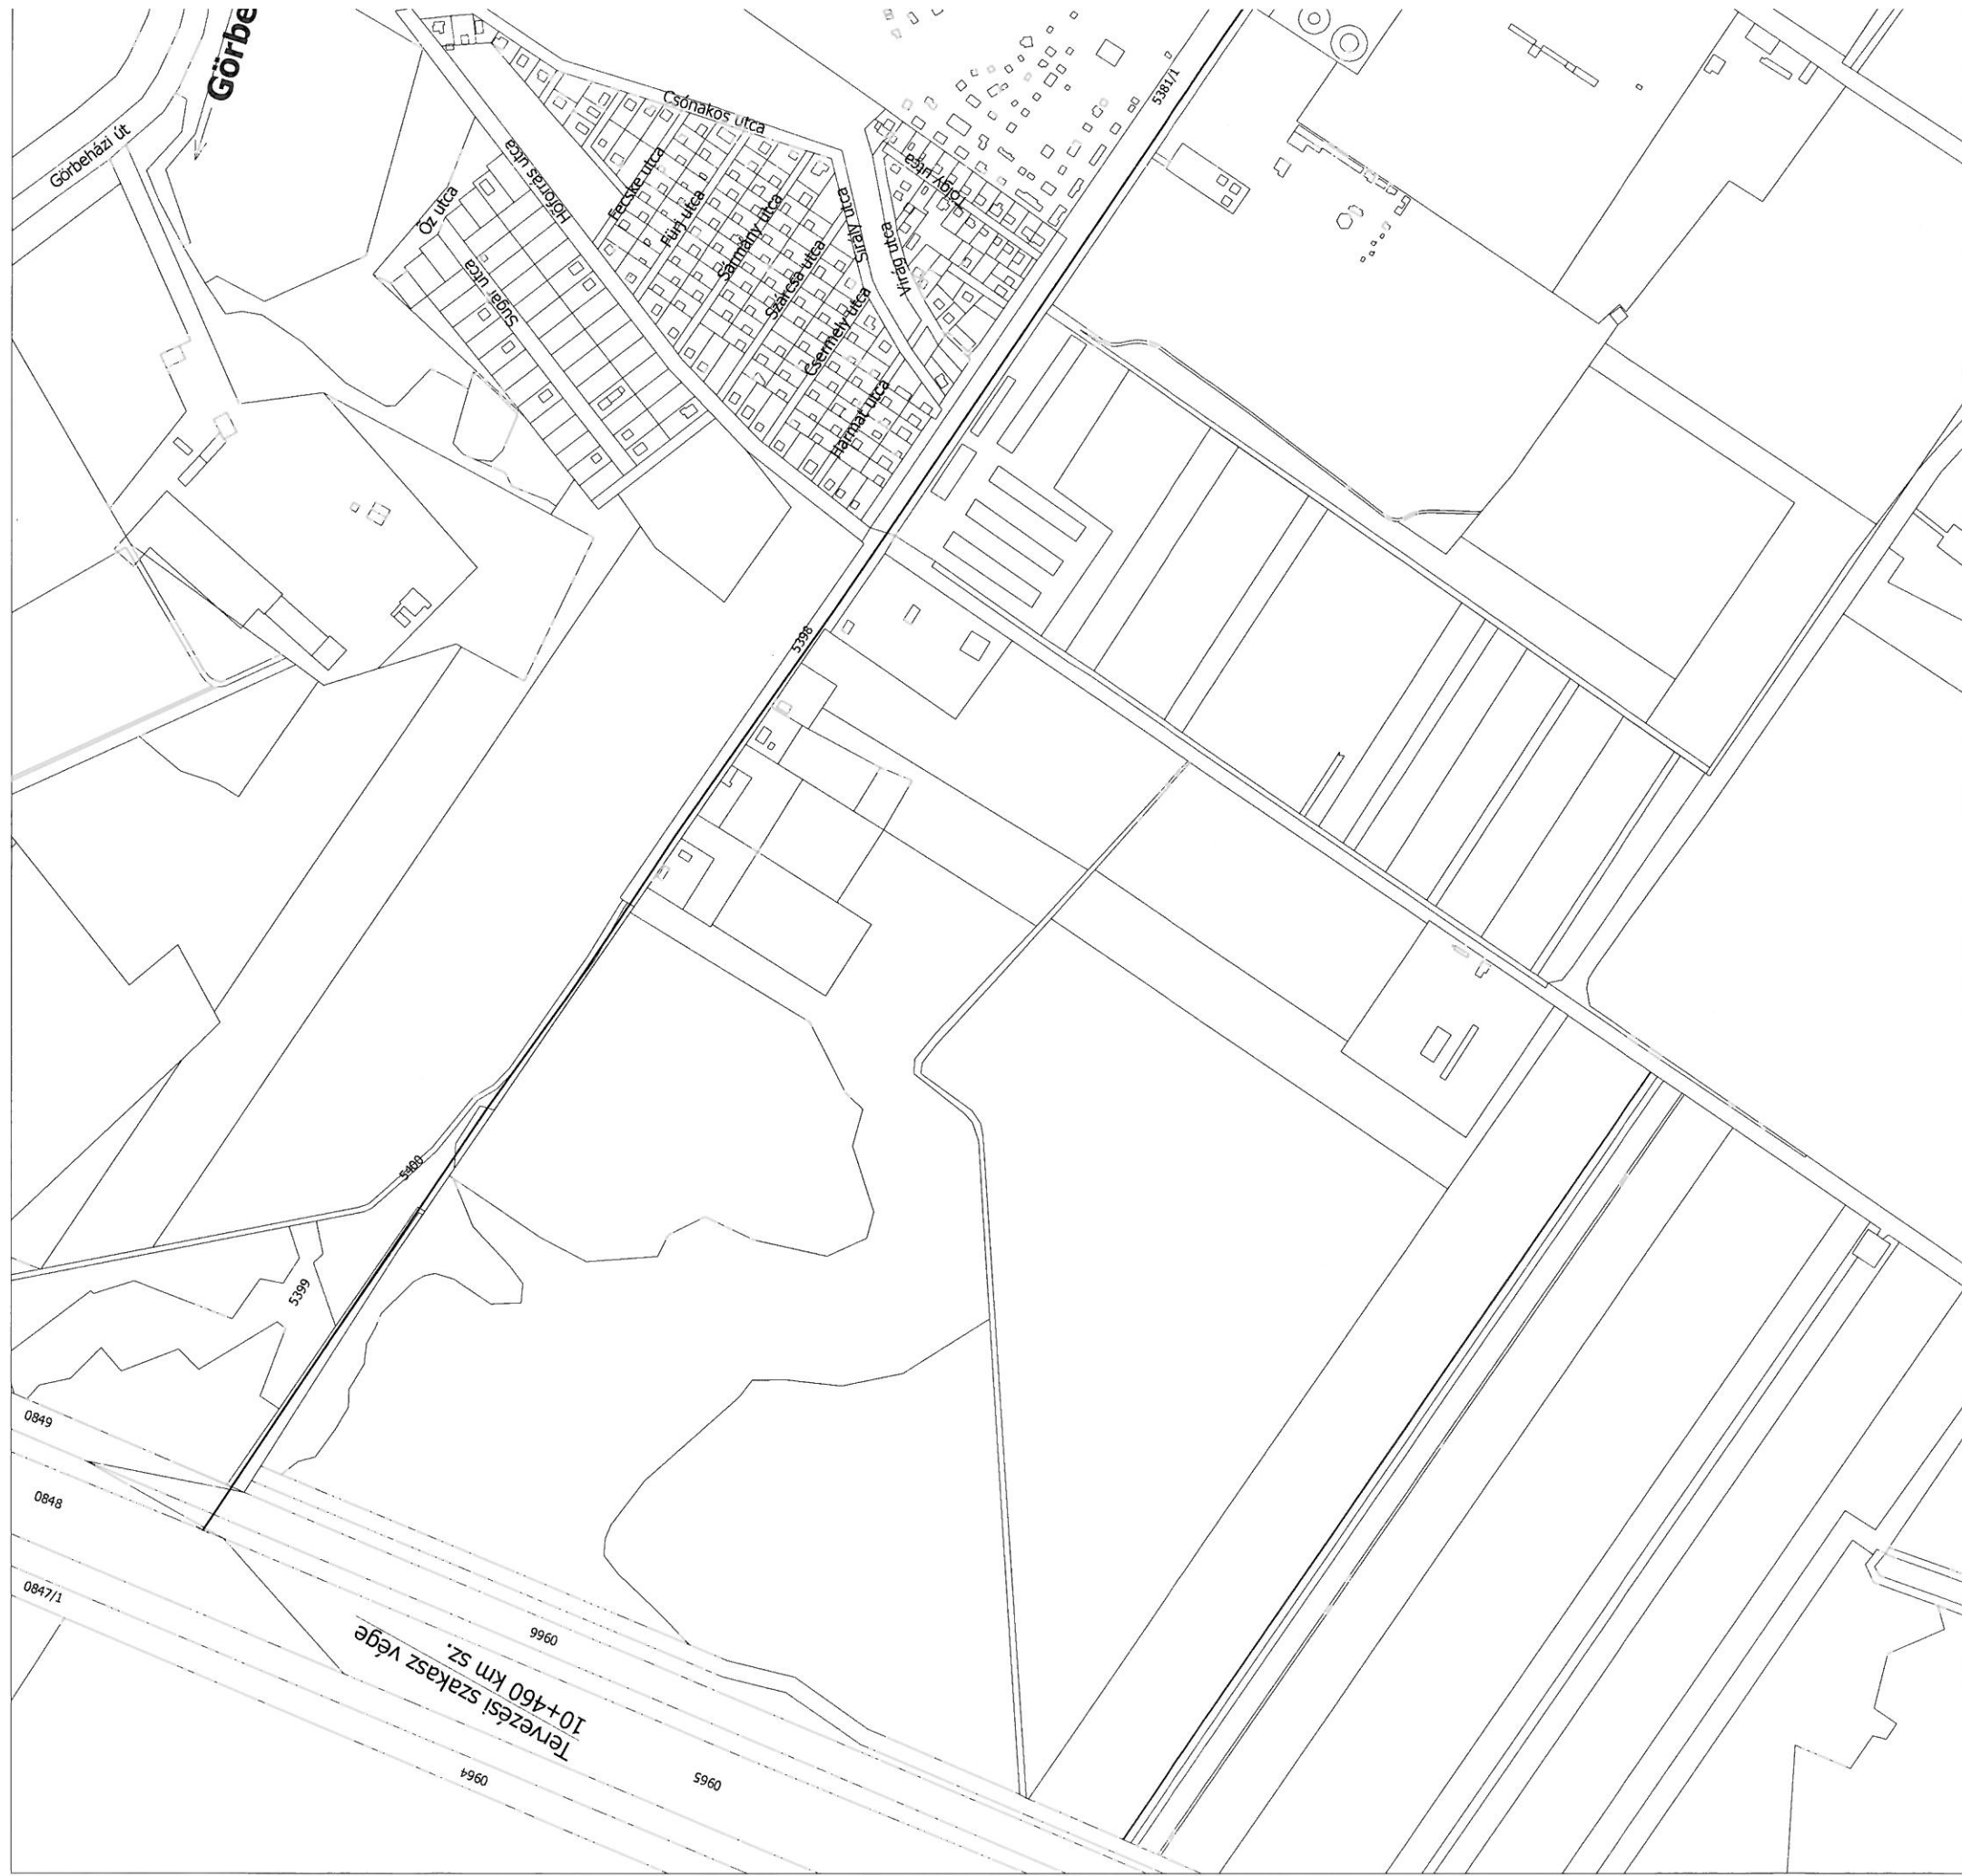 Görbe
Görbeházi út
Csónakos utca
5381/1
Hőforrás utca
Fecske utca
Tölgy utca
Őz utca
Fürj utca
Sármány utca
Sirály utca
Virág utca
Sugár utca
Szárcsa utca
Csermely utca
Harmat utca
5398
5400
5399
0849
0848
0847/1
0966
Tervezési szakasz vége
10+460 km sz.
0964
0965